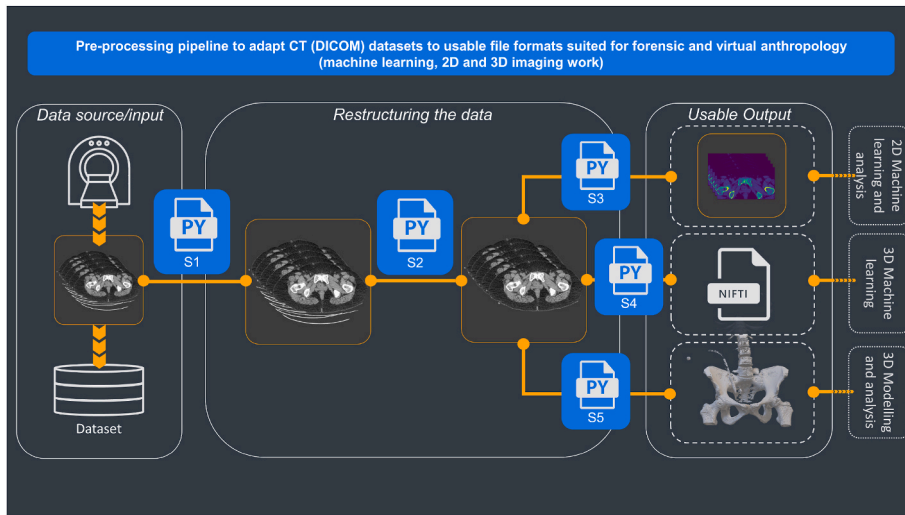 Pre-processing pipeline to adapt CT (DICOM) datasets to usable file formats suited for forensic and virtual anthropology
(machine learning, 2D and 3D imaging work)
Data source/input
Restructuring the data
Usable Output
PY
S1
PY
S2
PY
S3
PY
S4
PY
S5
NIFTI
Dataset
2D Machine
learning and
analysis
3D Machine
learning
3D Modelling
and analysis